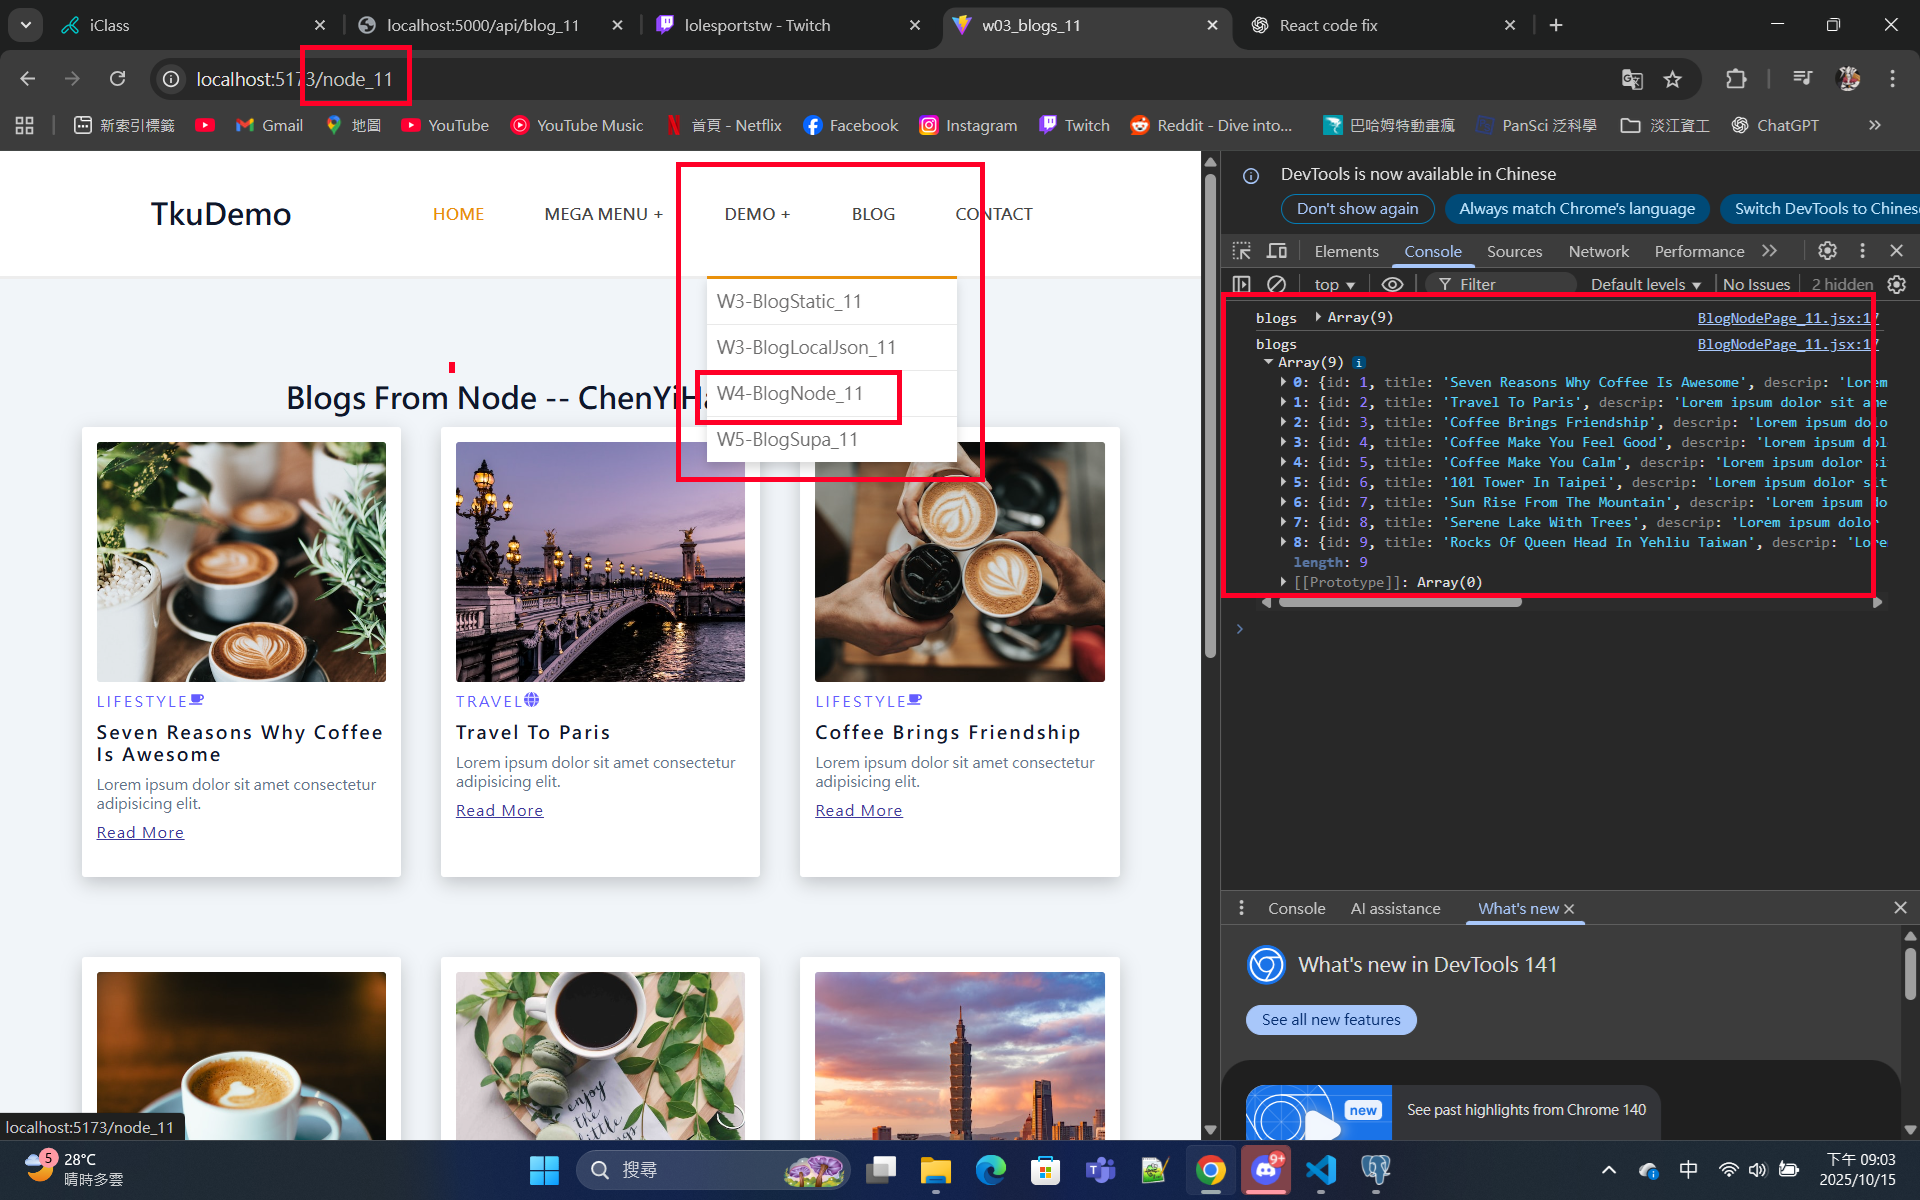 iClass
localhost:5000/api/blog_11
lolesportstw - Twitch
w03_blogs_11
React code fix
localhost:5173/node_11
新索引標籤
Gmail
地圖
YouTube
YouTube Music
首頁 - Netflix
Facebook
Instagram
Twitch
Reddit - Dive into...
巴哈姆特動畫瘋
PanSci 泛科學
淡江資工
ChatGPT
TkuDemo
HOME
MEGA MENU +
DEMO +
BLOG
CONTACT
W3-BlogStatic_11
W3-BlogLocalJson_11
W4-BlogNode_11
W5-BlogSupa_11
Blogs From Node -- ChenYiHa
LIFESTYLE
Seven Reasons Why Coffee
Is Awesome
Lorem ipsum dolor sit amet consectetur
adipisicing elit.
Read More
TRAVEL
Travel To Paris
Lorem ipsum dolor sit amet consectetur
adipisicing elit.
Read More
LIFESTYLE
Coffee Brings Friendship
Lorem ipsum dolor sit amet consectetur
adipisicing elit.
Read More
enjoy
the
little
localhost:5173/node_11
DevTools is now available in Chinese
Don't show again
Always match Chrome's language
Switch DevTools to Chines
Elements
Console
Sources
Network
Performance
top
Filter
Default levels
No Issues
2 hidden
blogs Array(9) BlogNodePage_11.jsx:17
blogs BlogNodePage_11.jsx:17
Array(9) i
0: {id: 1, title: 'Seven Reasons Why Coffee Is Awesome', descrip: 'Lorem
1: {id: 2, title: 'Travel To Paris', descrip: 'Lorem ipsum dolor sit ame
2: {id: 3, title: 'Coffee Brings Friendship', descrip: 'Lorem ipsum dolo
3: {id: 4, title: 'Coffee Make You Feel Good', descrip: 'Lorem ipsum dol
4: {id: 5, title: 'Coffee Make You Calm', descrip: 'Lorem ipsum dolor si
5: {id: 6, title: '101 Tower In Taipei', descrip: 'Lorem ipsum dolor sit
6: {id: 7, title: 'Sun Rise From The Mountain', descrip: 'Lorem ipsum do
7: {id: 8, title: 'Serene Lake With Trees', descrip: 'Lorem ipsum dolor
8: {id: 9, title: 'Rocks Of Queen Head In Yehliu Taiwan', descrip: 'Lore
length: 9
[[Prototype]]: Array(0)
Console
AI assistance
What's new
What's new in DevTools 141
See all new features
new
See past highlights from Chrome 140
5
28°C
晴時多雲
搜尋
9+
中
下午 09:03
2025/10/15